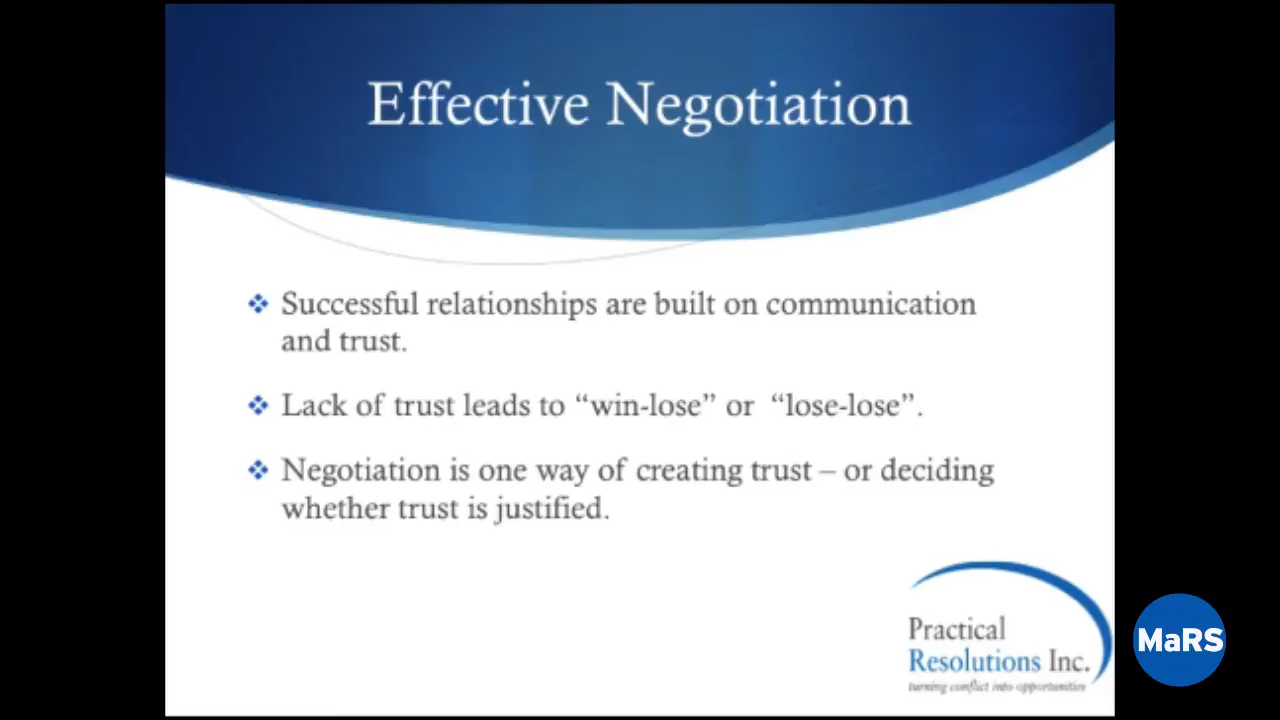 Effective Negotiation
❖ Successful relationships are built on communication
and trust.
❖ Lack of trust leads to “win-lose” or “lose-lose”.
❖ Negotiation is one way of creating trust – or deciding
whether trust is justified.
Practical
Resolutions Inc.
turning conflict into opportunities
MaRS